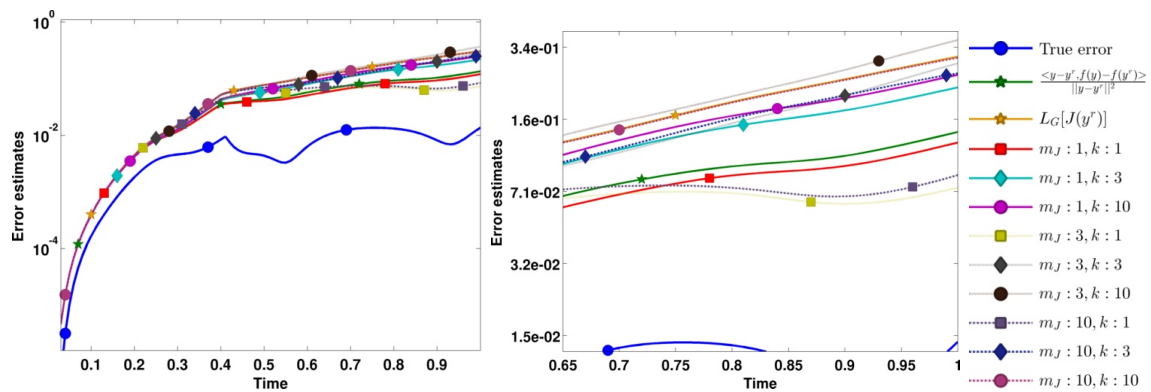 10^0
10^-2
10^-4
Error estimates
0.1 0.2 0.3 0.4 0.5 0.6 0.7 0.8 0.9
Time
3.4e-01
1.6e-01
7.1e-02
3.2e-02
1.5e-02
Error estimates
0.65 0.7 0.75 0.8 0.85 0.9 0.95 1
Time
True error
<y-y^r,f(y)-f(y^r)>
||y-y^r||^2
L_G[J(y^r)]
m_J : 1, k : 1
m_J : 1, k : 3
m_J : 1, k : 10
m_J : 3, k : 1
m_J : 3, k : 3
m_J : 3, k : 10
m_J : 10, k : 1
m_J : 10, k : 3
m_J : 10, k : 10